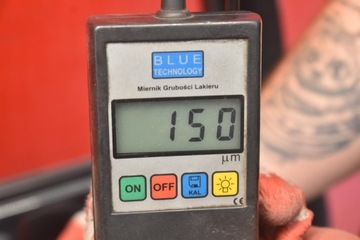 BLUE
TECHNOLOGY
Miernik Grubości Lakieru
150
μm
ON OFF KAL
CE